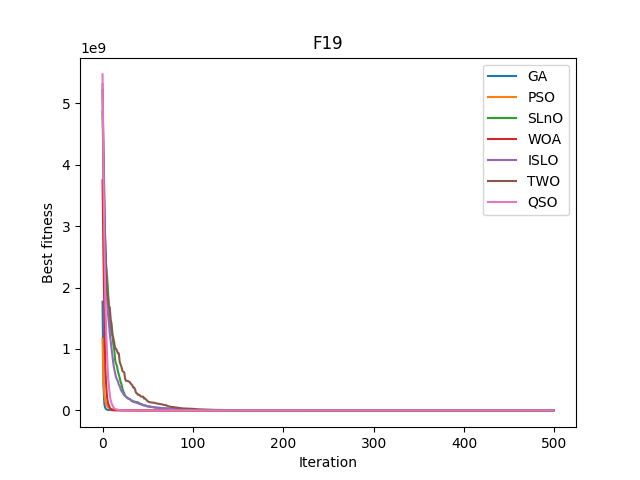 F19
1e9
5
4
3
2
1
0
Best fitness
GA
PSO
SLnO
WOA
ISLO
TWO
QSO
0 100 200 300 400 500
Iteration